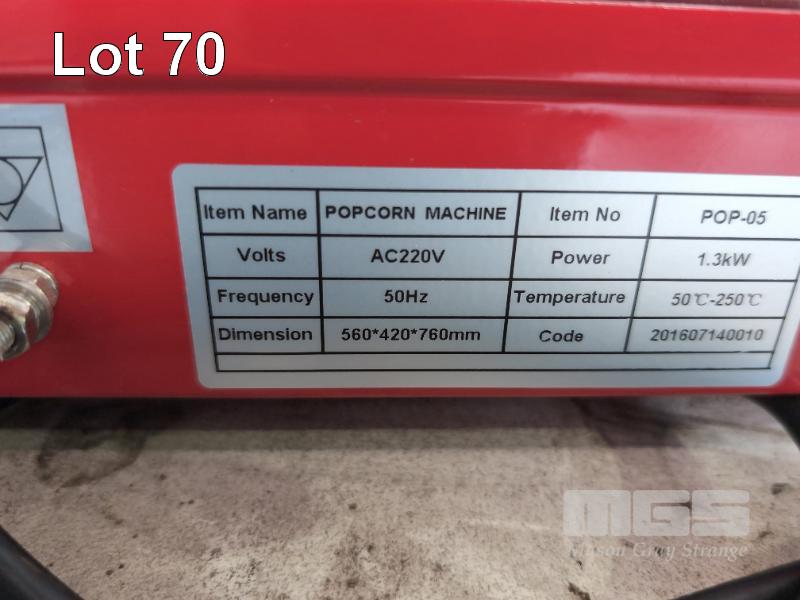 Lot 70
Item Name POPCORN MACHINE Item No POP-05
Volts AC220V Power 1.3kW
Frequency 50Hz Temperature 50℃-250℃
Dimension 560*420*760mm Code 201607140010
MGS
Mason Gray Strange